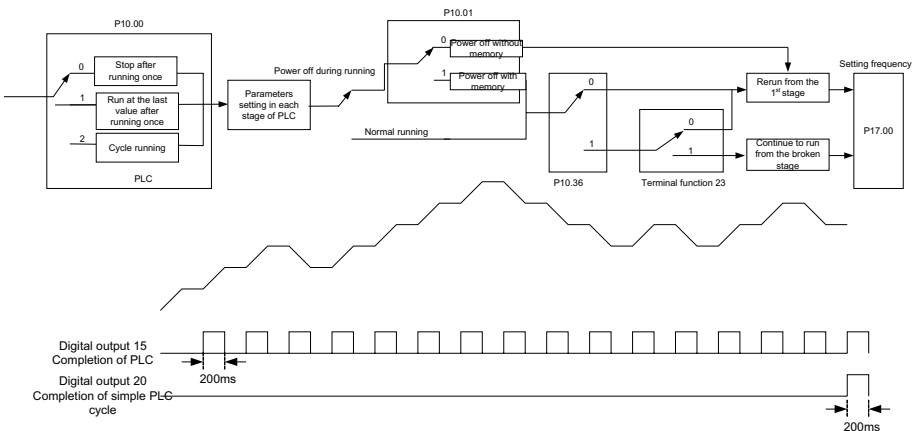 P10.00
0
Stop after
running once
1
Run at the last
value after
running once
2
Cycle running
PLC
Parameters
setting in each
stage of PLC
Power off during running
Normal running
P10.01
0
Power off without
memory
1
Power off with
memory
0
1
P10.36
0
1
Terminal function 23
Rerun from the
1st stage
Continue to run
from the broken
stage
Setting frequency
P17.00
Digital output 15
Completion of PLC
200ms
Digital output 20
Completion of simple PLC
cycle
200ms